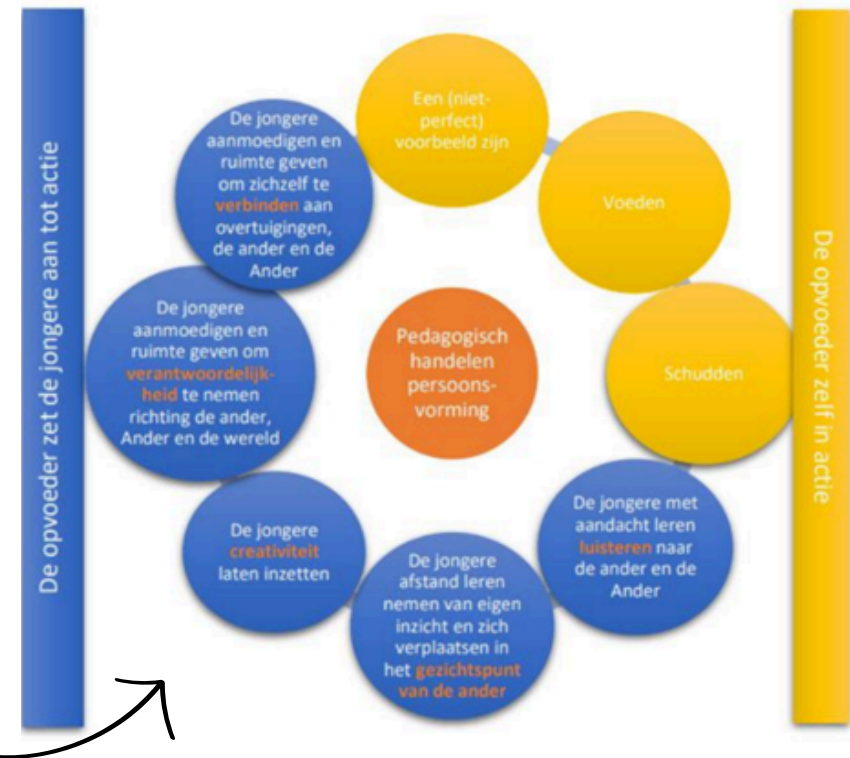 De opvoeder zet de jongere aan tot actie
Een (niet-
perfect)
voorbeeld zijn
Voeden
Schudden
De jongere met
aandacht leren
luisteren naar
de ander en de
Ander
De jongere
afstand leren
nemen van eigen
inzicht en zich
verplaatsen in
het gezichtspunt
van de ander
De jongere
creativiteit
laten inzetten
De jongere
aanmoedigen en
ruimte geven om
verantwoordelijk-
heid te nemen
richting de ander,
Ander en de wereld
De jongere
aanmoedigen en
ruimte geven
om zichzelf te
verbinden aan
overtuigingen,
de ander en de
Ander
Pedagogisch
handelen
persoons-
vorming
De opvoeder zelf in actie